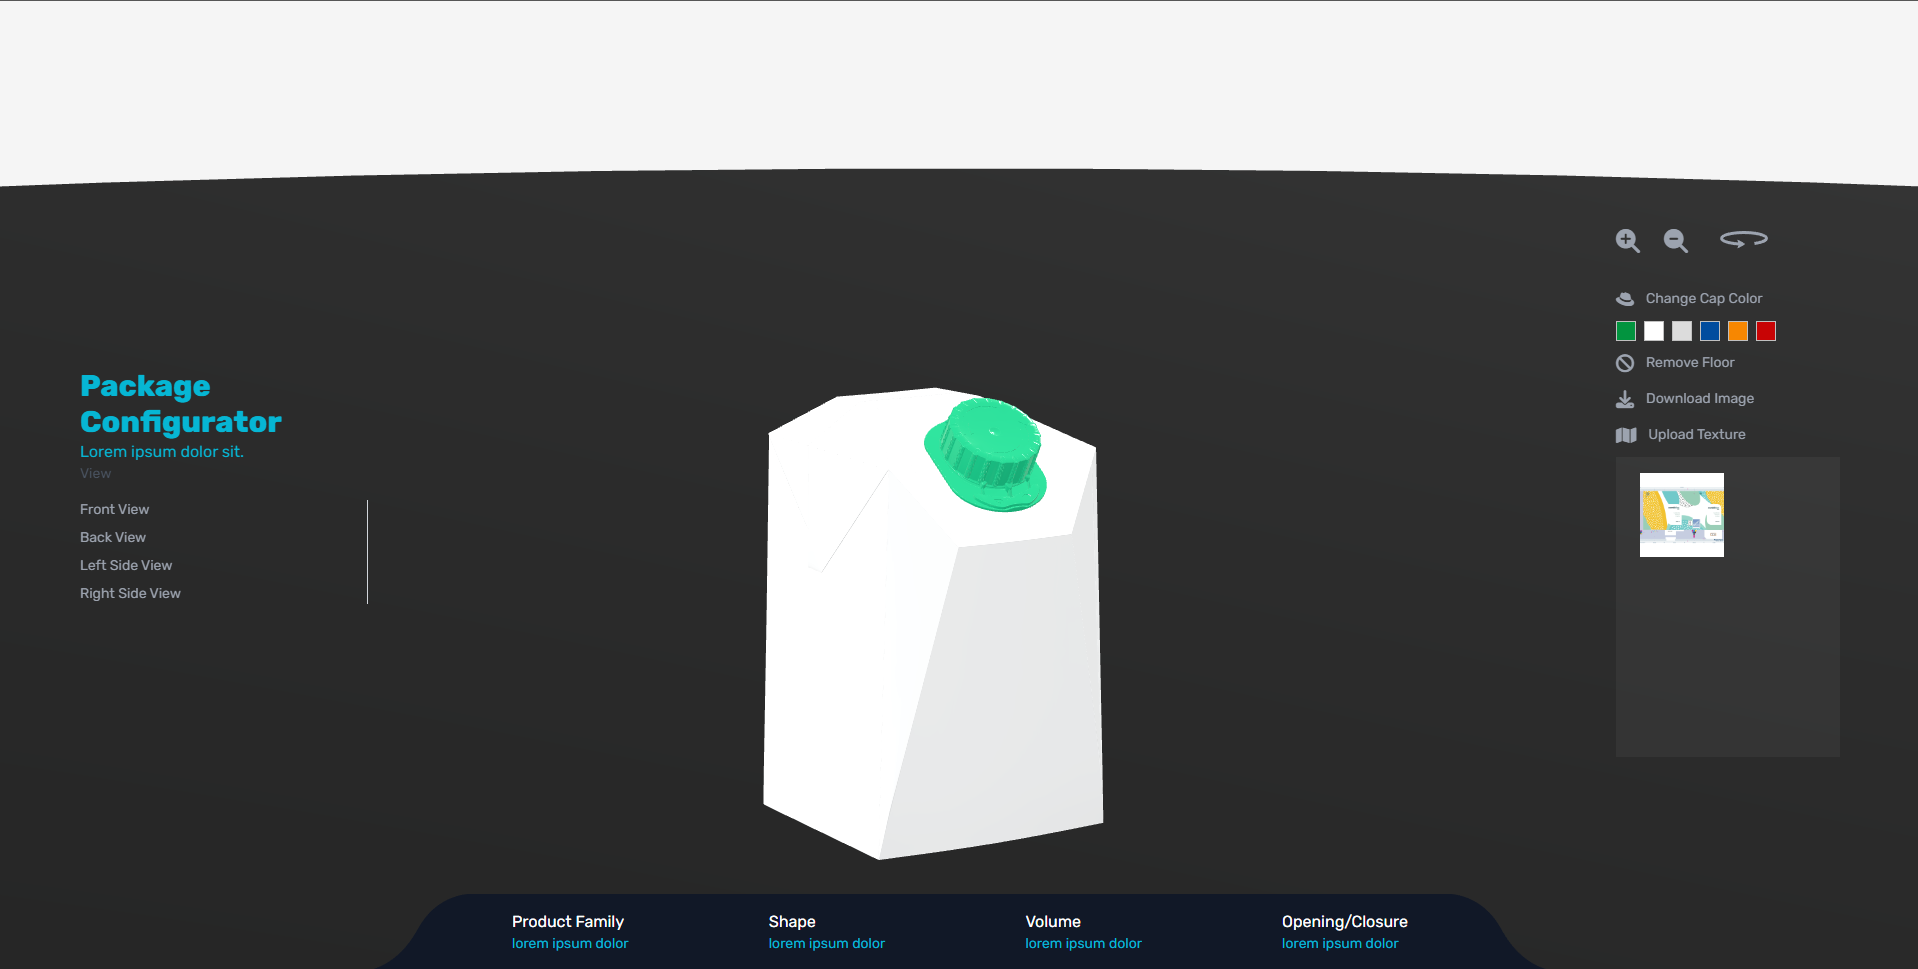 Package
Configurator
Lorem ipsum dolor sit.
View
Front View
Back View
Left Side View
Right Side View
Change Cap Color
Remove Floor
Download Image
Upload Texture
Product Family
lorem ipsum dolor
Shape
lorem ipsum dolor
Volume
lorem ipsum dolor
Opening/Closure
lorem ipsum dolor